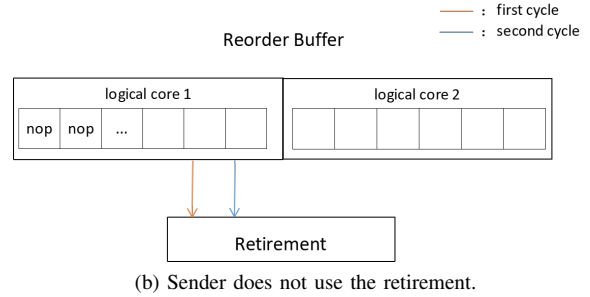 : first cycle
: second cycle
Reorder Buffer
logical core 1
logical core 2
nop nop ...
Retirement
(b) Sender does not use the retirement.